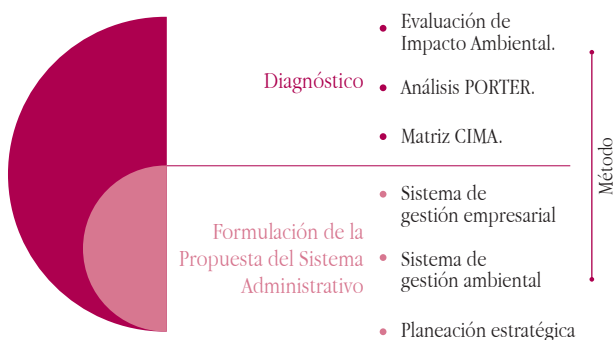 Diagnóstico
• Evaluación de
Impacto Ambiental.
• Análisis PORTER.
• Matriz CIMA.
Formulación de la
Propuesta del Sistema
Administrativo
• Sistema de
gestión empresarial
• Sistema de
gestión ambiental
• Planeación estratégica
Método